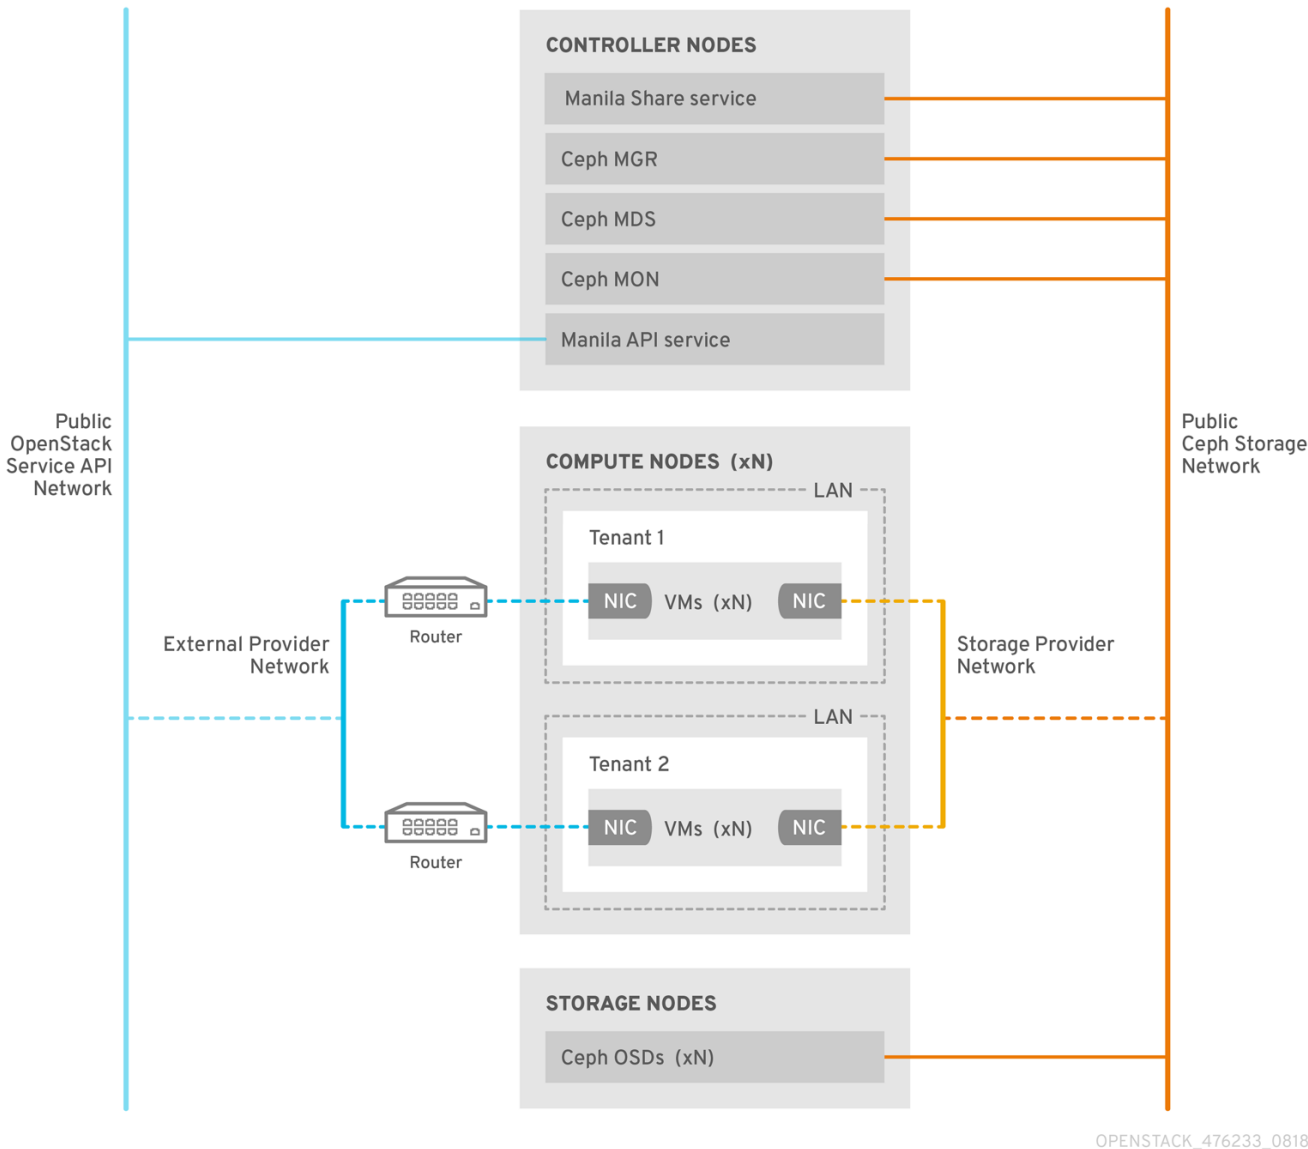 CONTROLLER NODES
Manila Share service
Ceph MGR
Ceph MDS
Ceph MON
Manila API service
Public
OpenStack
Service API
Network
Public
Ceph Storage
Network
COMPUTE NODES (xN)
LAN
Tenant 1
NIC VMs (xN) NIC
Router
External Provider
Network
Storage Provider
Network
LAN
Tenant 2
NIC VMs (xN) NIC
Router
STORAGE NODES
Ceph OSDs (xN)
OPENSTACK_476233_0818